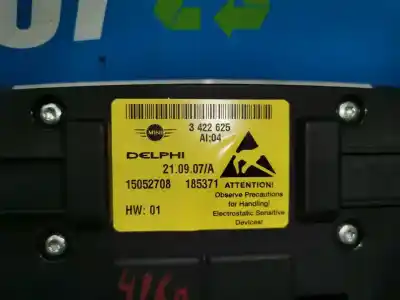 MINI
3 422 625
AI:04
DELPHI
21.09.07/A
15052708 185371
ATTENTION!
Observe Precautions
for Handling!
Electrostatic Sensitive
Devices!
HW: 01